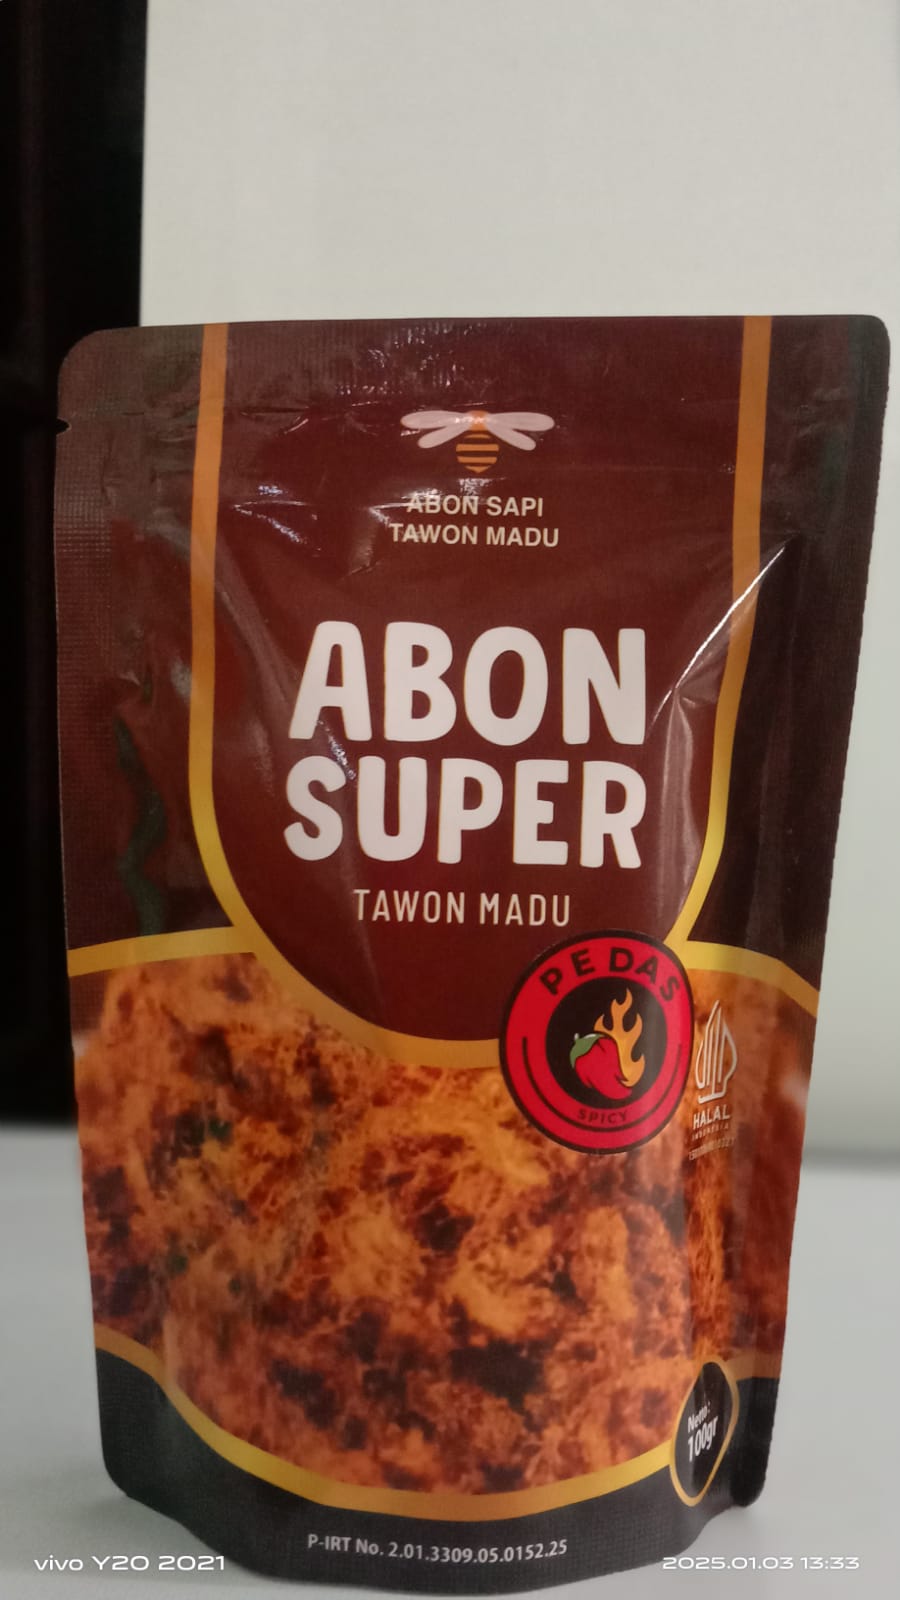 ABON SAPI
TAWON MADU
ABON
SUPER
TAWON MADU
PEDAS
SPICY
HALAL
INDONESIA
Netto:
100gr
P-IRT No. 2.01.3309.05.0152.25
vivo Y20 2021
2025.01.03 13:33